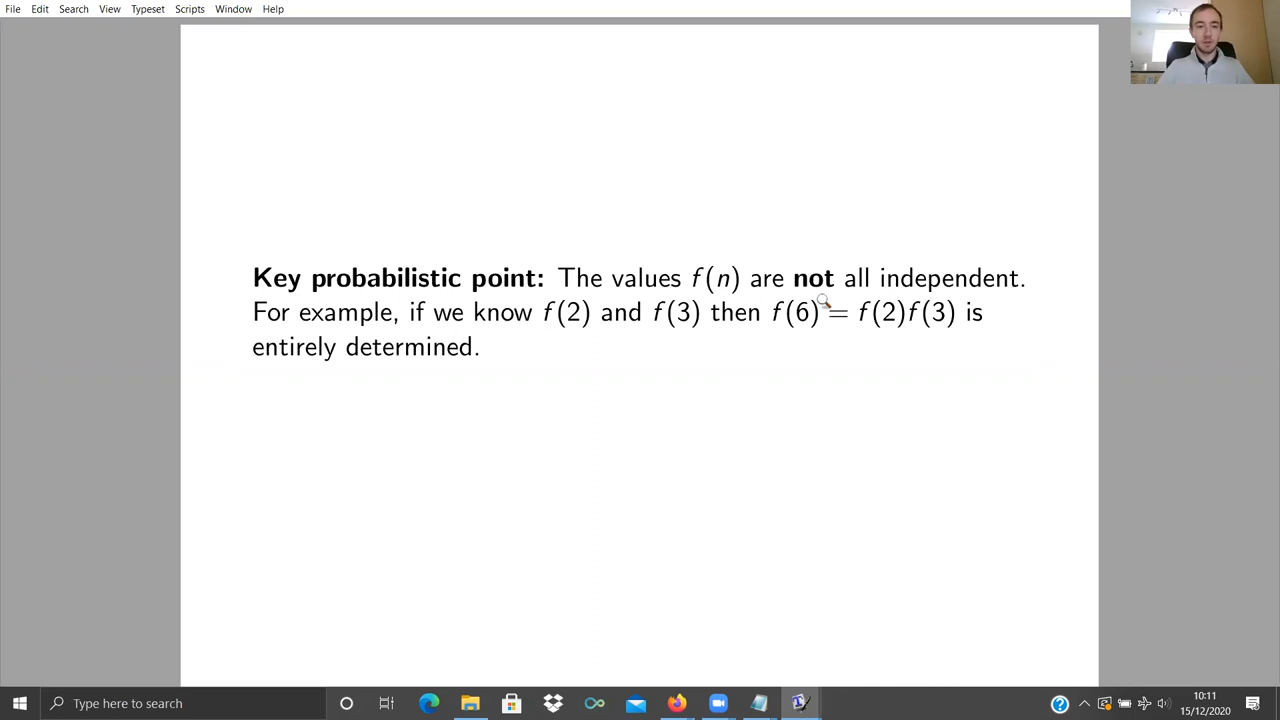 File Edit Search View Typeset Scripts Window Help
Key probabilistic point: The values f(n) are not all independent.
For example, if we know f(2) and f(3) then f(6) = f(2)f(3) is
entirely determined.
Type here to search
10:11
15/12/2020